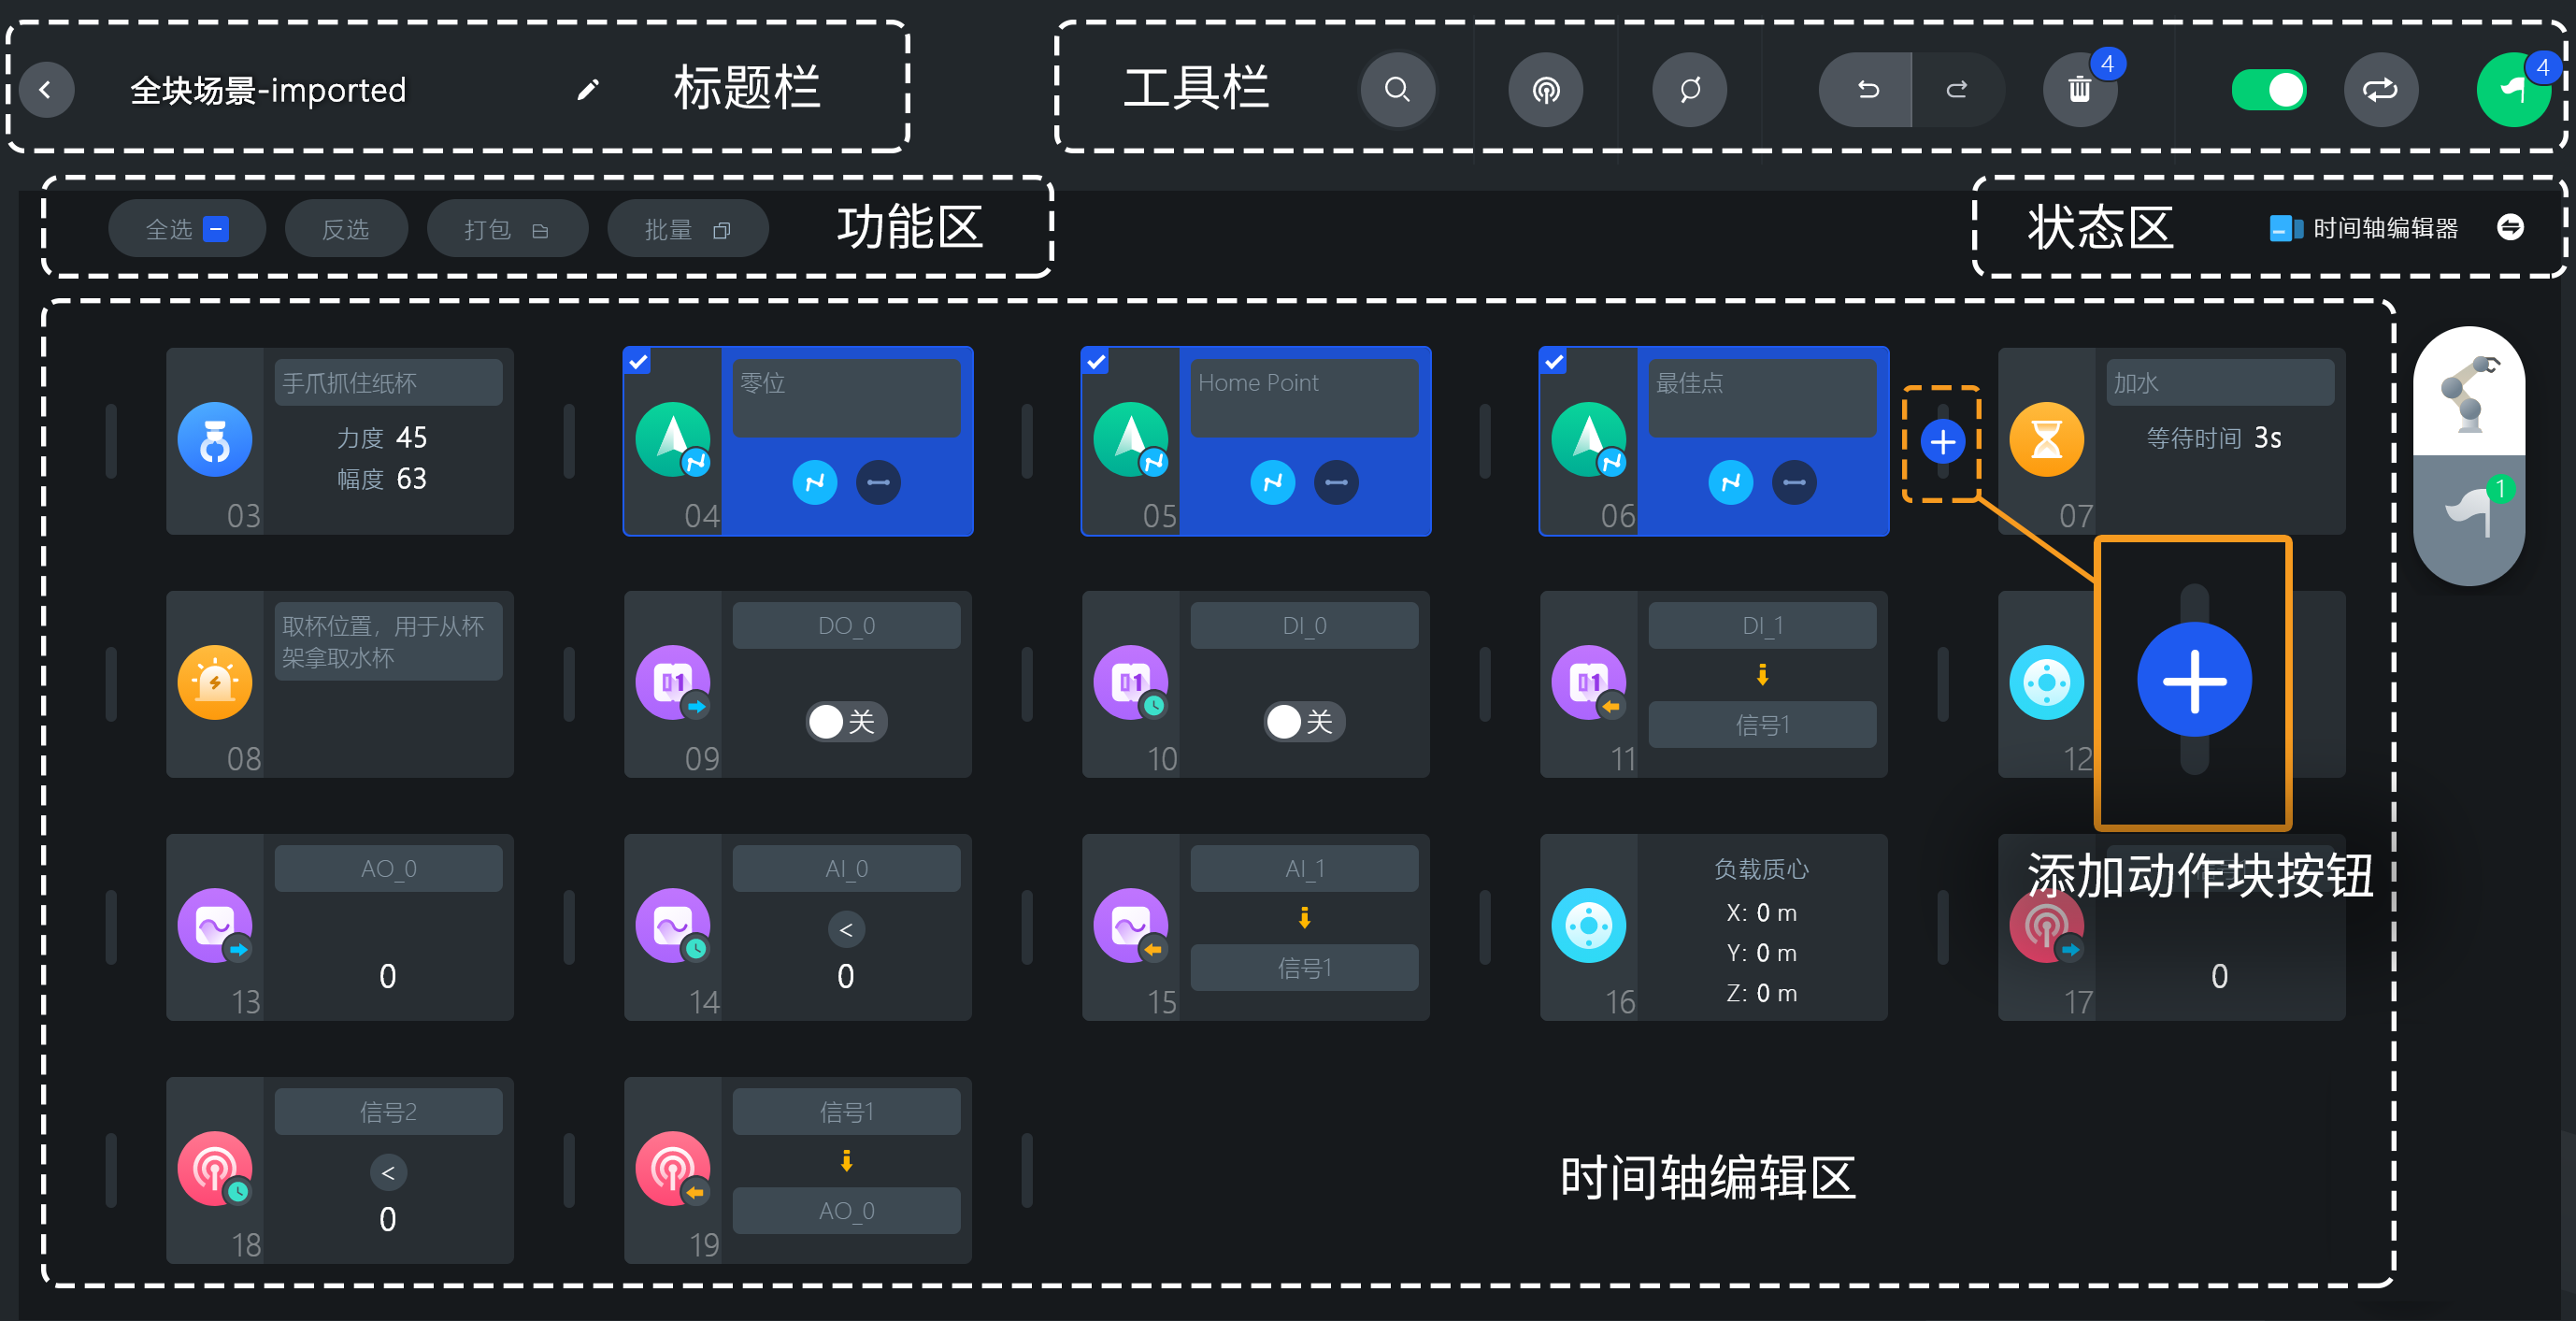 全块场景-imported
标题栏
工具栏
4
4
全选
反选
打包
批量
功能区
状态区
时间轴编辑器
手爪抓住纸杯
力度 45
幅度 63
03
零位
04
Home Point
05
最佳点
06
加水
等待时间 3s
07
1
取杯位置，用于从杯
架拿取水杯
08
DO_0
关
09
DI_0
关
10
DI_1
信号1
11
12
添加动作块按钮
AO_0
0
13
AI_0
<
0
14
AI_1
信号1
15
负载质心
X: 0 m
Y: 0 m
Z: 0 m
16
0
17
信号2
<
0
18
信号1
AO_0
19
时间轴编辑区